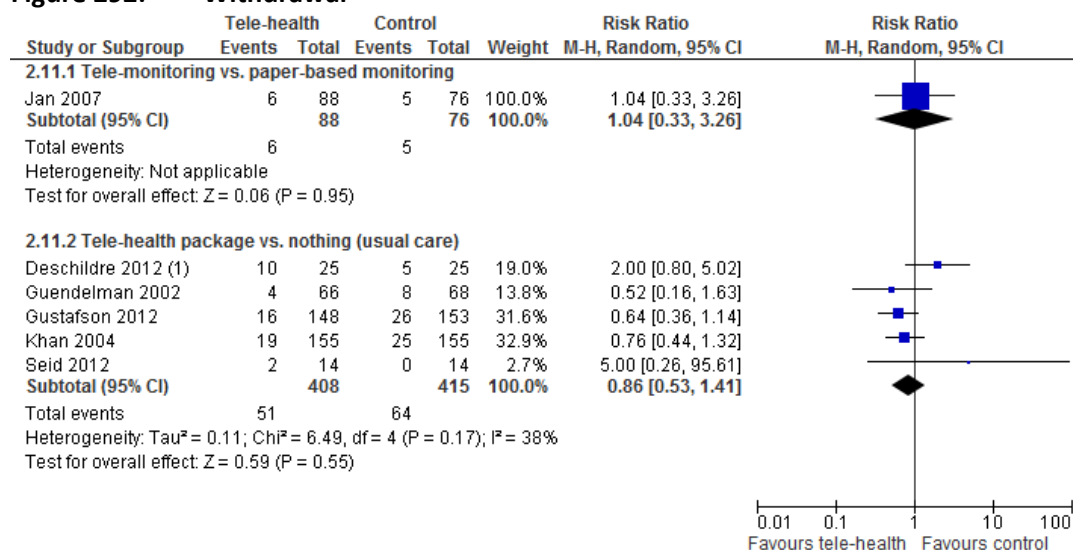 Figure 292: Withdrawal
Tele-health Control Risk Ratio Risk Ratio
Study or Subgroup Events Total Events Total Weight M-H, Random, 95% CI M-H, Random, 95% CI
2.11.1 Tele-monitoring vs. paper-based monitoring
Jan 2007 6 88 5 76 100.0% 1.04 [0.33, 3.26]
Subtotal (95% CI) 88 76 100.0% 1.04 [0.33, 3.26]
Total events 6 5
Heterogeneity: Not applicable
Test for overall effect: Z = 0.06 (P = 0.95)
2.11.2 Tele-health package vs. nothing (usual care)
Deschildre 2012 (1) 10 25 5 25 19.0% 2.00 [0.80, 5.02]
Guendelman 2002 4 66 8 68 13.8% 0.52 [0.16, 1.63]
Gustafson 2012 16 148 26 153 31.6% 0.64 [0.36, 1.14]
Khan 2004 19 155 25 155 32.9% 0.76 [0.44, 1.32]
Seid 2012 2 14 0 14 2.7% 5.00 [0.26, 95.61]
Subtotal (95% CI) 408 415 100.0% 0.86 [0.53, 1.41]
Total events 51 64
Heterogeneity: Tau² = 0.11; Chi² = 6.49, df = 4 (P = 0.17); I² = 38%
Test for overall effect: Z = 0.59 (P = 0.55)
0.01 0.1 1 10 100
Favours tele-health Favours control